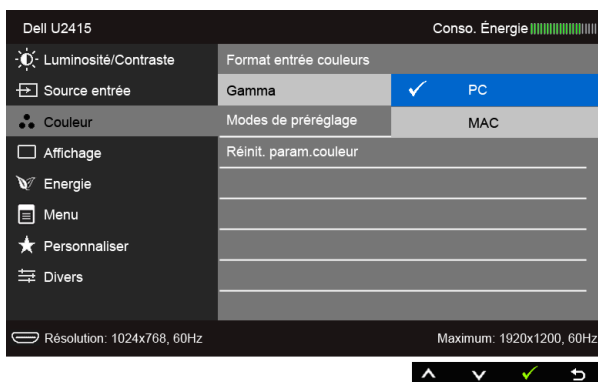 Dell U2415 Conso. Énergie
Luminosité/Contraste Format entrée couleurs
Source entrée Gamma PC
Couleur Modes de préréglage MAC
Affichage Réinit. param.couleur
Energie
Menu
Personnaliser
Divers
Résolution: 1024x768, 60Hz Maximum: 1920x1200, 60Hz